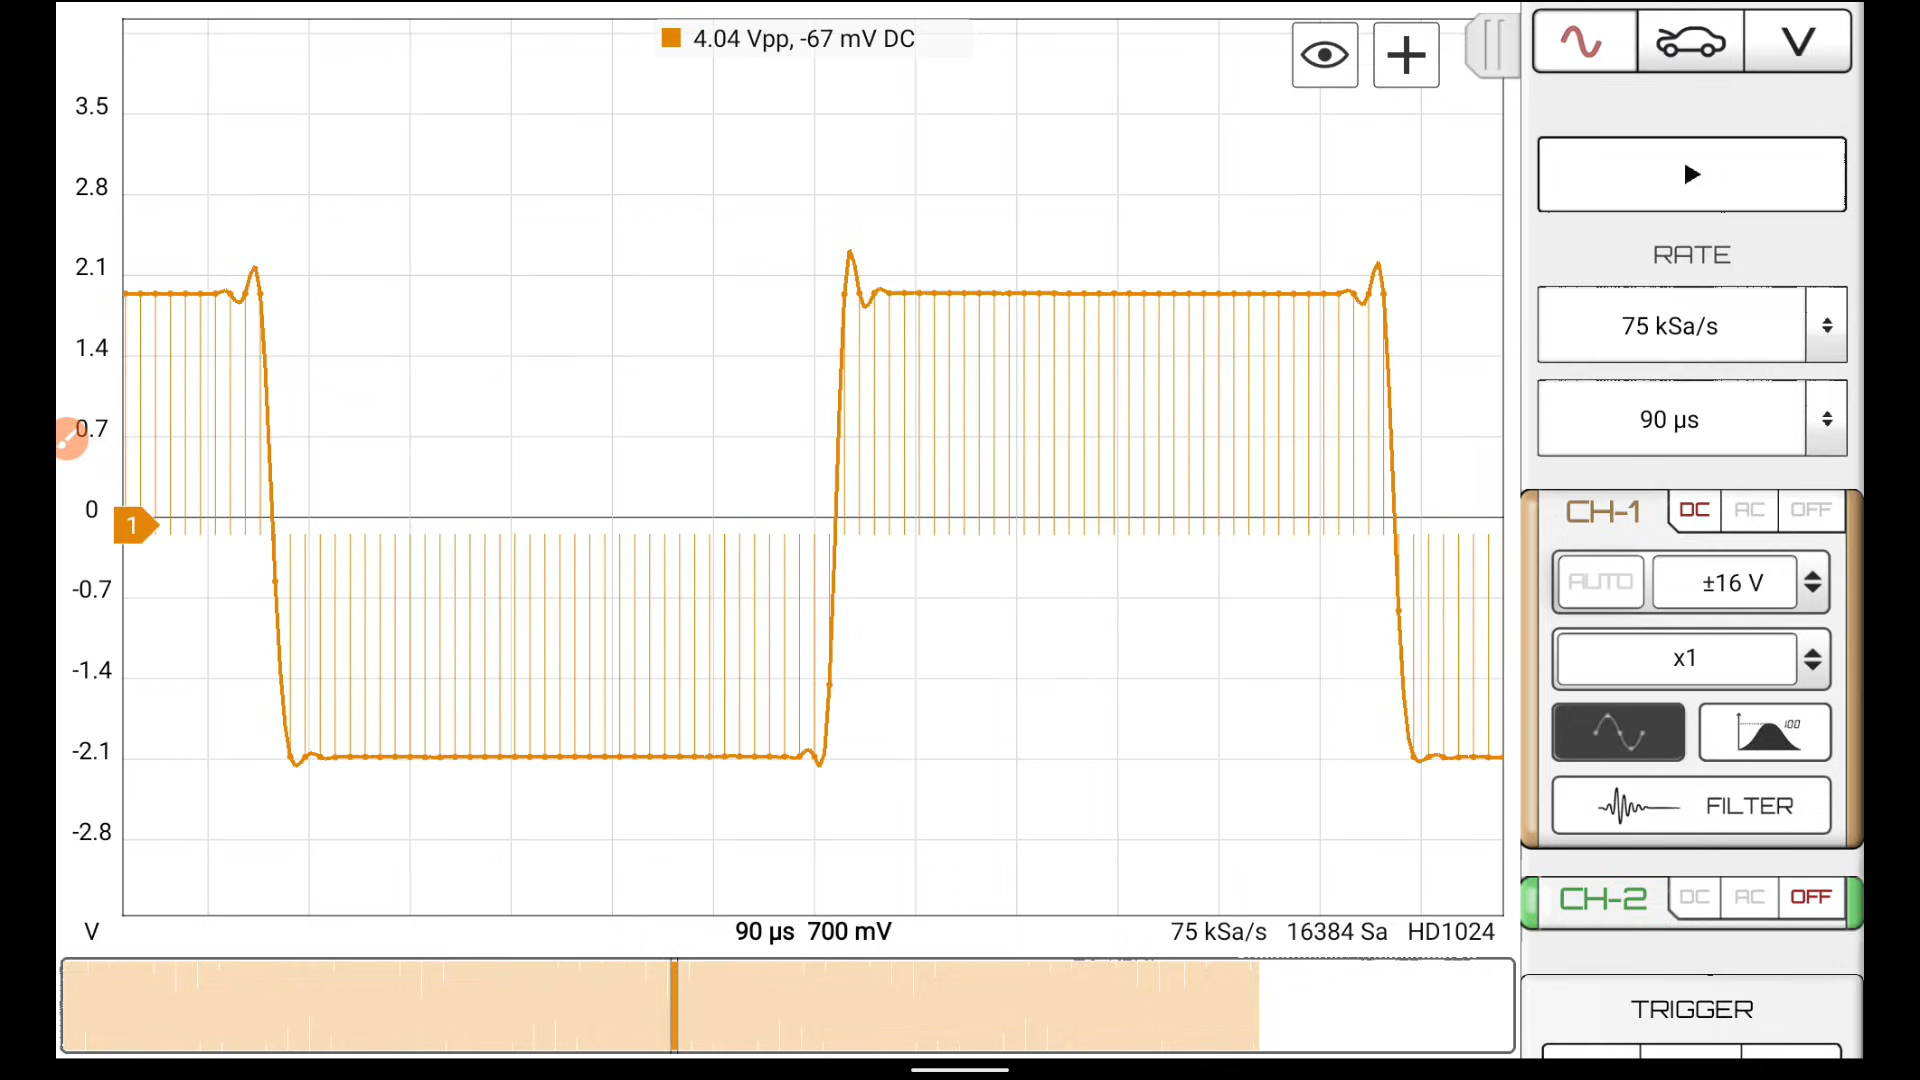 4.04 Vpp, -67 mV DC
V
3.5
2.8
2.1
1.4
0.7
0
-0.7
-1.4
-2.1
-2.8
1
V
90 µs 700 mV
75 kSa/s 16384 Sa HD1024
RATE
75 kSa/s
90 µs
CH-1 DC AC OFF
AUTO ±16 V
x1
100
FILTER
CH-2 DC AC OFF
TRIGGER